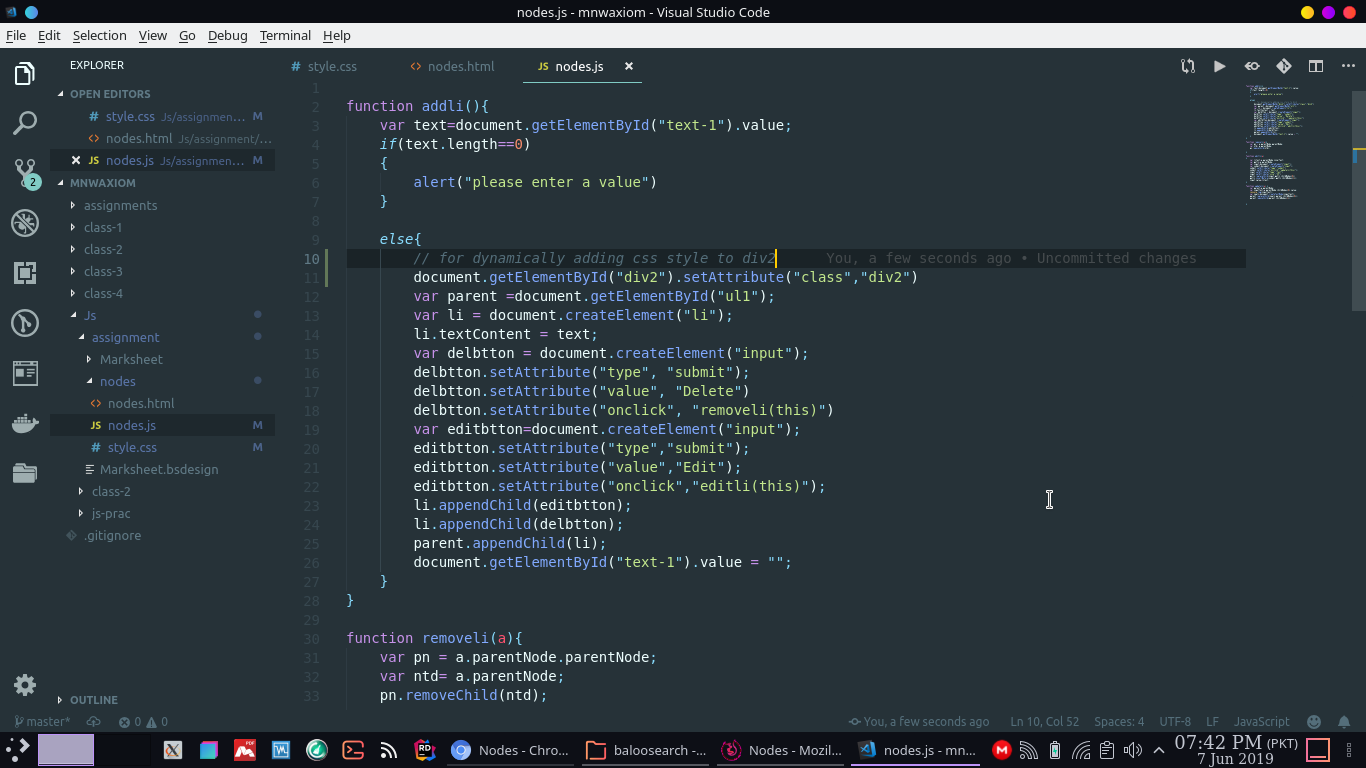 nodes.js - mnwaxiom - Visual Studio Code
File Edit Selection View Go Debug Terminal Help
EXPLORER
OPEN EDITORS
# style.css Js/assignmen... M
<> nodes.html Js/assignment/...
JS nodes.js Js/assignmen... M
MNWAXIOM
assignments
class-1
class-2
class-3
class-4
Js
assignment
Marksheet
nodes
<> nodes.html
JS nodes.js M
# style.css M
Marksheet.bsdesign
class-2
js-prac
.gitignore
OUTLINE
2
# style.css <> nodes.html JS nodes.js
1
2 function addli(){
3 var text=document.getElementById("text-1").value;
4 if(text.length==0)
5 {
6 alert("please enter a value")
7 }
8
9 else{
10 // for dynamically adding css style to div2 You, a few seconds ago • Uncommitted changes
11 document.getElementById("div2").setAttribute("class","div2")
12 var parent =document.getElementById("ul1");
13 var li = document.createElement("li");
14 li.textContent = text;
15 var delbtton = document.createElement("input");
16 delbtton.setAttribute("type", "submit");
17 delbtton.setAttribute("value", "Delete")
18 delbtton.setAttribute("onclick", "removeli(this)")
19 var editbtton=document.createElement("input");
20 editbtton.setAttribute("type","submit");
21 editbtton.setAttribute("value","Edit");
22 editbtton.setAttribute("onclick","editli(this)");
23 li.appendChild(editbtton);
24 li.appendChild(delbtton);
25 parent.appendChild(li);
26 document.getElementById("text-1").value = "";
27 }
28 }
29
30 function removeli(a){
31 var pn = a.parentNode.parentNode;
32 var ntd= a.parentNode;
33 pn.removeChild(ntd);
master* 0 0 You, a few seconds ago Ln 10, Col 52 Spaces: 4 UTF-8 LF JavaScript
Nodes - Chro... baloosearch -... Nodes - Mozil... nodes.js - mn... 07:42 PM (PKT)
7 Jun 2019